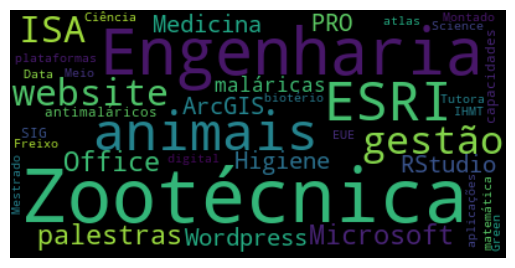 ISA Ciência Medicina PRO atlas Montado
Science
Engenharia
plataformas
Data Meio maláricas capacidades
website ArcGIS ESRI Tutora
antimaláricos biotério IHMT
SIG animais EUE gestão
Freixo
Office digital Higiene RStudio
Mestrado
Zootécnica aplicações matemática
palestras Wordpress Microsoft Green